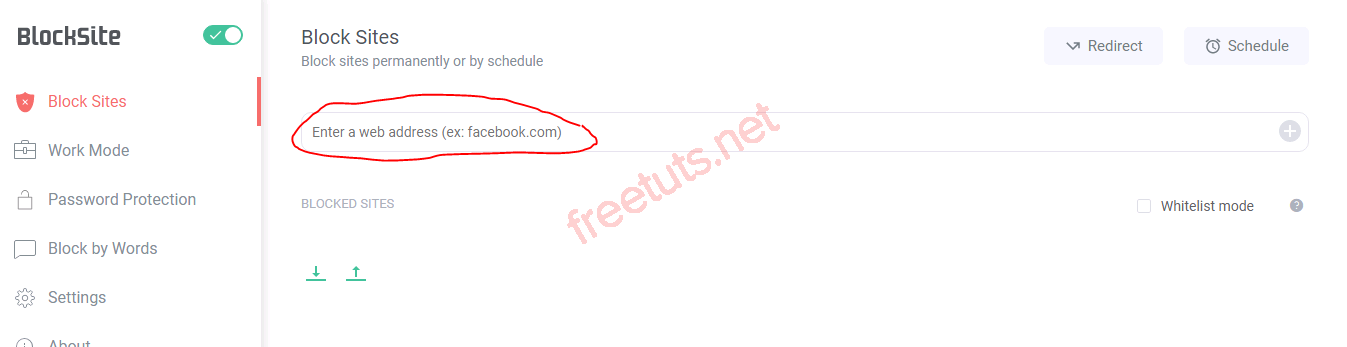 BlockSite
Block Sites
Work Mode
Password Protection
Block by Words
Settings
About
Block Sites
Block sites permanently or by schedule
Redirect
Schedule
Enter a web address (ex: facebook.com)
BLOCKED SITES
Whitelist mode
?
freetuts.net